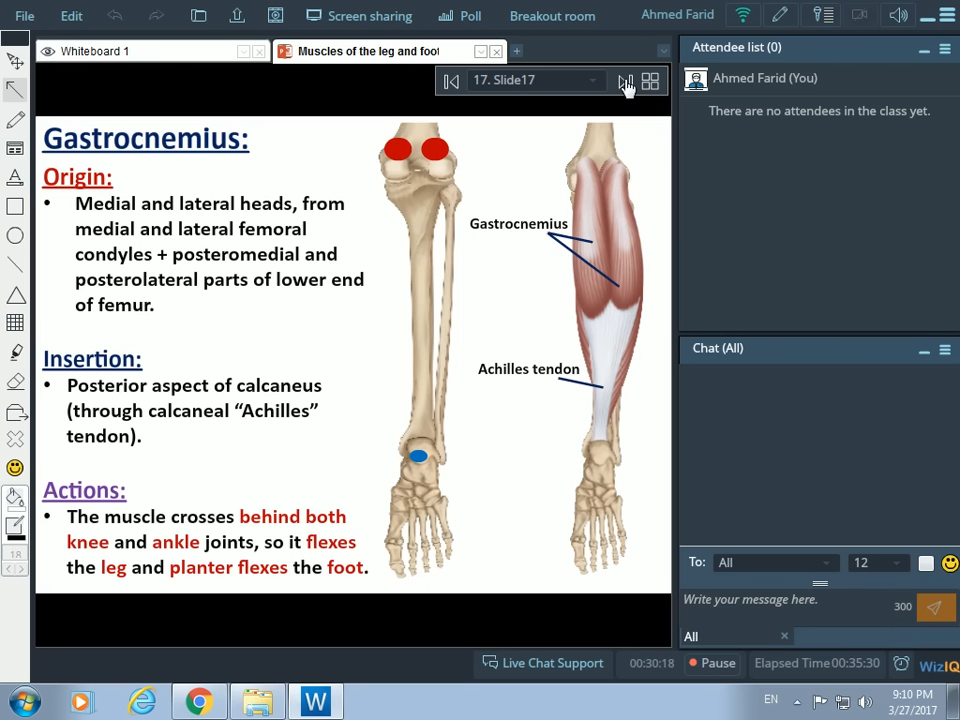 File
Edit
Screen sharing
Poll
Breakout room
Ahmed Farid
Whiteboard 1
Muscles of the leg and foot
Attendee list (0)
17. Slide17
Ahmed Farid (You)
There are no attendees in the class yet.
Gastrocnemius:
Origin:
• Medial and lateral heads, from
medial and lateral femoral
condyles + posteromedial and
posterolateral parts of lower end
of femur.
Gastrocnemius
Insertion:
• Posterior aspect of calcaneus
(through calcaneal “Achilles”
tendon).
Achilles tendon
Actions:
• The muscle crosses behind both
knee and ankle joints, so it flexes
the leg and planter flexes the foot.
Chat (All)
To:
All
12
Write your message here.
300
All
Live Chat Support
00:30:18
Pause
Elapsed Time 00:35:30
WizIQ
EN
9:10 PM
3/27/2017